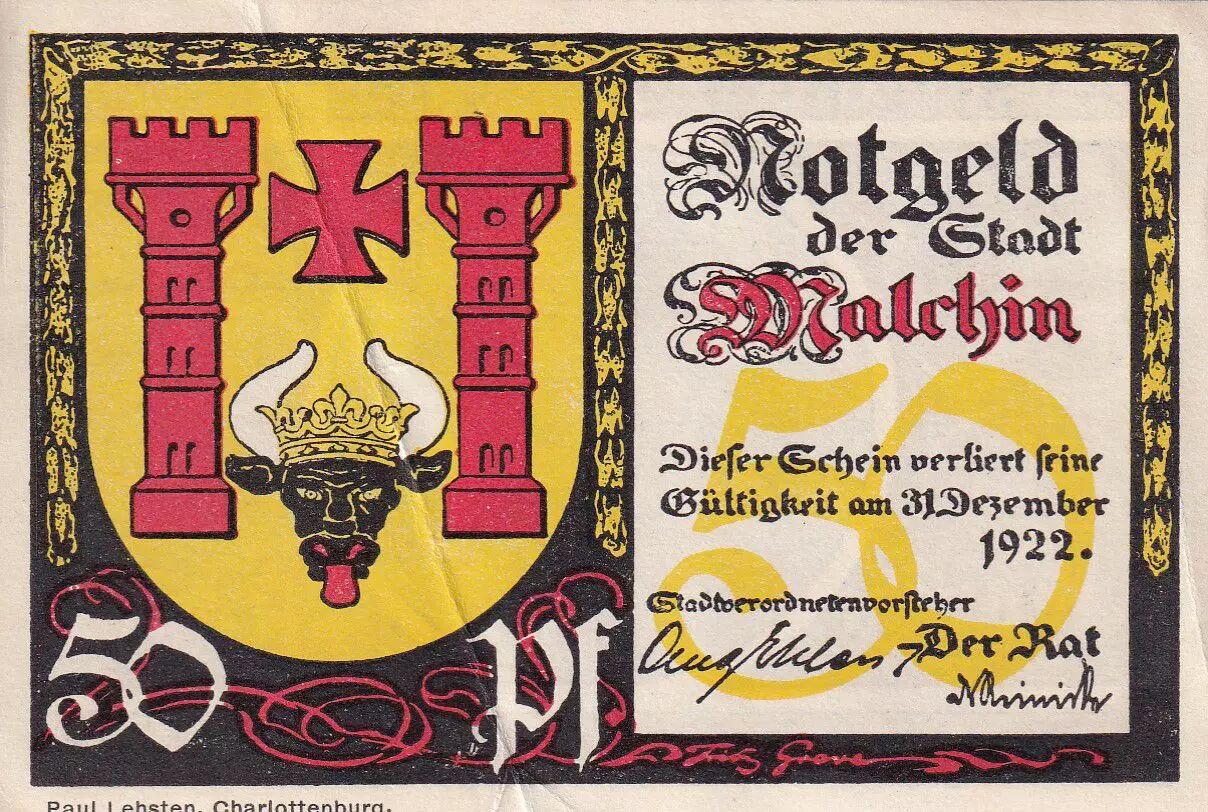 Notgeld
der Stadt
Malchin
50
Dieser Schein verliert seine
Gültigkeit am 31. Dezember
1922.
Stadtverordnetenvorsteher
Der Rat
50 Pf.
Paul Lehsten, Charlottenburg.